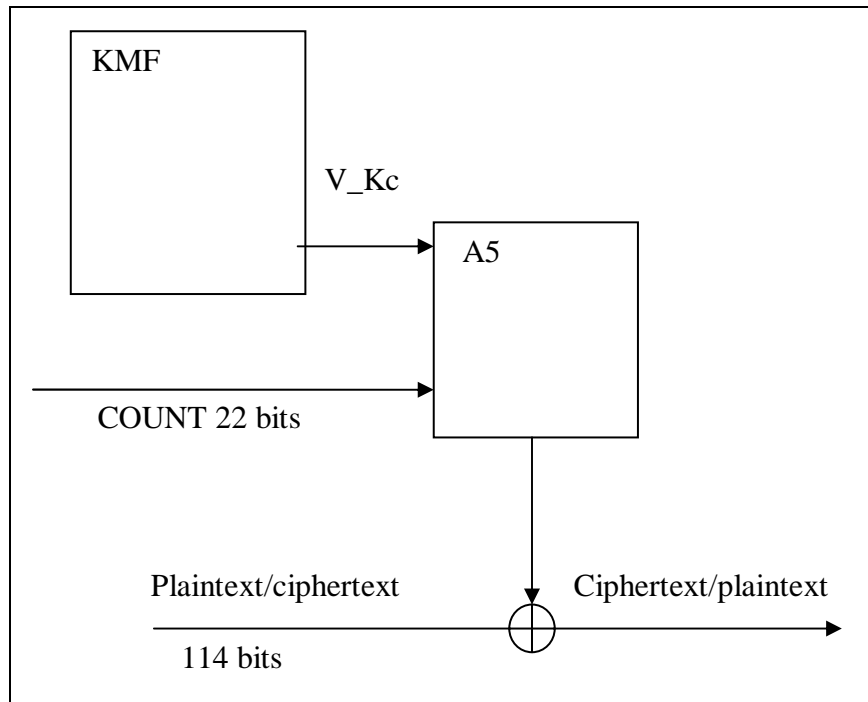 KMF
V_Kc
A5
COUNT 22 bits
Plaintext/ciphertext
Ciphertext/plaintext
114 bits